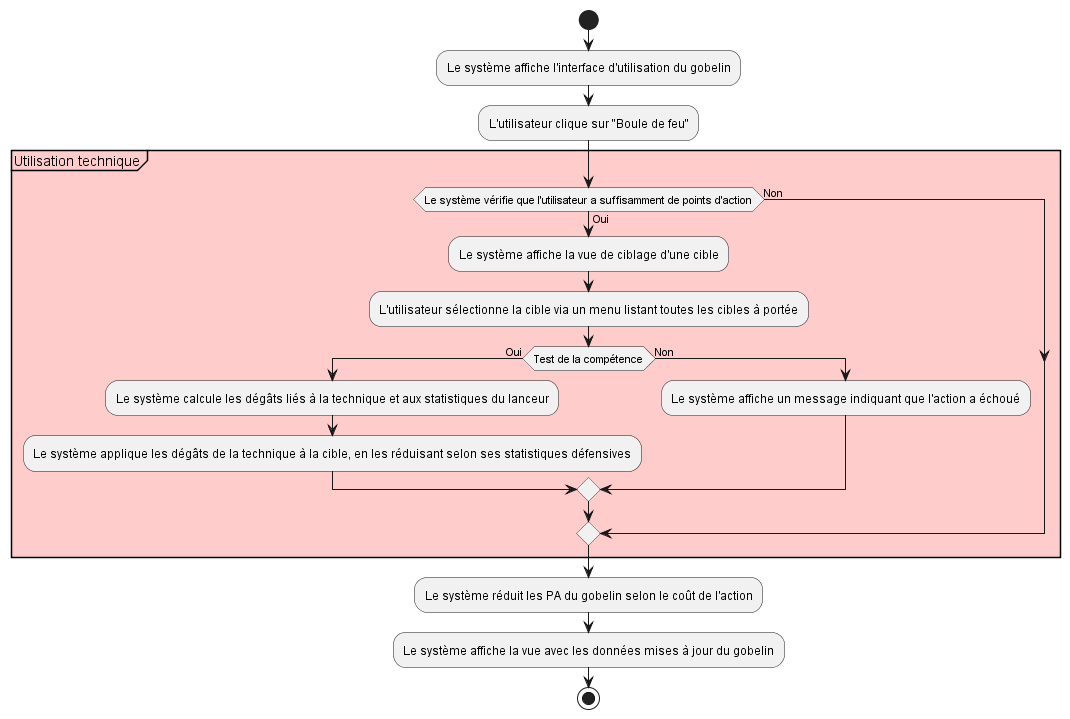 Le système affiche l'interface d'utilisation du gobelin
L'utilisateur clique sur "Boule de feu"
Utilisation technique
Le système vérifie que l'utilisateur a suffisamment de points d'action
Non
Oui
Le système affiche la vue de ciblage d'une cible
L'utilisateur sélectionne la cible via un menu listant toutes les cibles à portée
Oui
Test de la compétence
Non
Le système calcule les dégâts liés à la technique et aux statistiques du lanceur
Le système affiche un message indiquant que l'action a échoué
Le système applique les dégâts de la technique à la cible, en les réduisant selon ses statistiques défensives
Le système réduit les PA du gobelin selon le coût de l'action
Le système affiche la vue avec les données mises à jour du gobelin